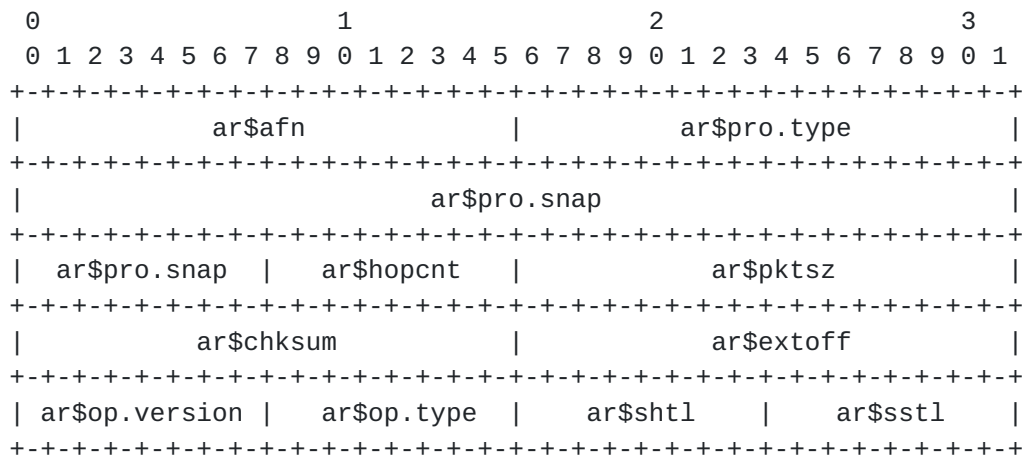 0                   1                   2                   3
 0 1 2 3 4 5 6 7 8 9 0 1 2 3 4 5 6 7 8 9 0 1 2 3 4 5 6 7 8 9 0 1
+-+-+-+-+-+-+-+-+-+-+-+-+-+-+-+-+-+-+-+-+-+-+-+-+-+-+-+-+-+-+-+-+
|            ar$afn             |          ar$pro.type          |
+-+-+-+-+-+-+-+-+-+-+-+-+-+-+-+-+-+-+-+-+-+-+-+-+-+-+-+-+-+-+-+-+
|                          ar$pro.snap                          |
+-+-+-+-+-+-+-+-+-+-+-+-+-+-+-+-+-+-+-+-+-+-+-+-+-+-+-+-+-+-+-+-+
|  ar$pro.snap  |   ar$hopcnt   |            ar$pktsz           |
+-+-+-+-+-+-+-+-+-+-+-+-+-+-+-+-+-+-+-+-+-+-+-+-+-+-+-+-+-+-+-+-+
|           ar$chksum           |            ar$extoff          |
+-+-+-+-+-+-+-+-+-+-+-+-+-+-+-+-+-+-+-+-+-+-+-+-+-+-+-+-+-+-+-+-+
| ar$op.version |   ar$op.type  |    ar$shtl    |    ar$sstl    |
+-+-+-+-+-+-+-+-+-+-+-+-+-+-+-+-+-+-+-+-+-+-+-+-+-+-+-+-+-+-+-+-+